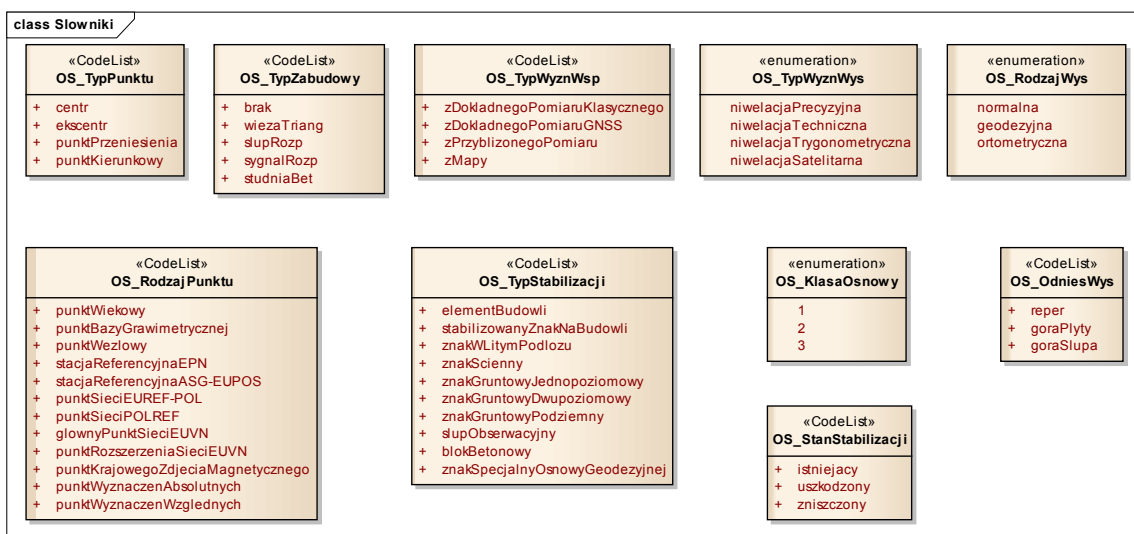 class Slowniki
«CodeList»
OS_TypPunktu
+ centr
+ ekscentr
+ punktPrzeniesienia
+ punktKierunkowy
«CodeList»
OS_TypZabudowy
+ brak
+ wiezaTriang
+ slupRozp
+ sygnalRozp
+ studniaBet
«CodeList»
OS_TypWyznWsp
+ zDokladnegoPomiaruKlasycznego
+ zDokladnegoPomiaruGNSS
+ zPrzyblizonegoPomiaru
+ zMapy
«enumeration»
OS_TypWyznWys
niwelacjaPrecyzyjna
niwelacjaTechniczna
niwelacjaTrygonometryczna
niwelacjaSatelitarna
«enumeration»
OS_RodzajWys
normalna
geodezyjna
ortometryczna
«CodeList»
OS_RodzajPunktu
+ punktWiekowy
+ punktBazyGrawimetrycznej
+ punktWezlowy
+ stacjaReferencyjnaEPN
+ stacjaReferencyjnaASG-EUPOS
+ punktSieciEUREF-POL
+ punktSieciPOLREF
+ glownyPunktSieciEUVN
+ punktRozszerzeniaSieciEUVN
+ punktKrajowegoZdjeciaMagnetycznego
+ punktWyznaczenAbsolutnych
+ punktWyznaczenWzglednych
«CodeList»
OS_TypStabilizacji
+ elementBudowli
+ stabilizowanyZnakNaBudowli
+ znakWLitymPodlozu
+ znakScienny
+ znakGruntowyJednopoziomowy
+ znakGruntowyDwupoziomowy
+ znakGruntowyPodziemny
+ slupObserwacyjny
+ blokBetonowy
+ znakSpecjalnyOsnowyGeodezyjnej
«enumeration»
OS_KlasaOsnowy
1
2
3
«CodeList»
OS_OdniesWys
+ reper
+ goraPlyty
+ goraSlupa
«CodeList»
OS_StanStabilizacji
+ istniejacy
+ uszkodzony
+ zniszczony